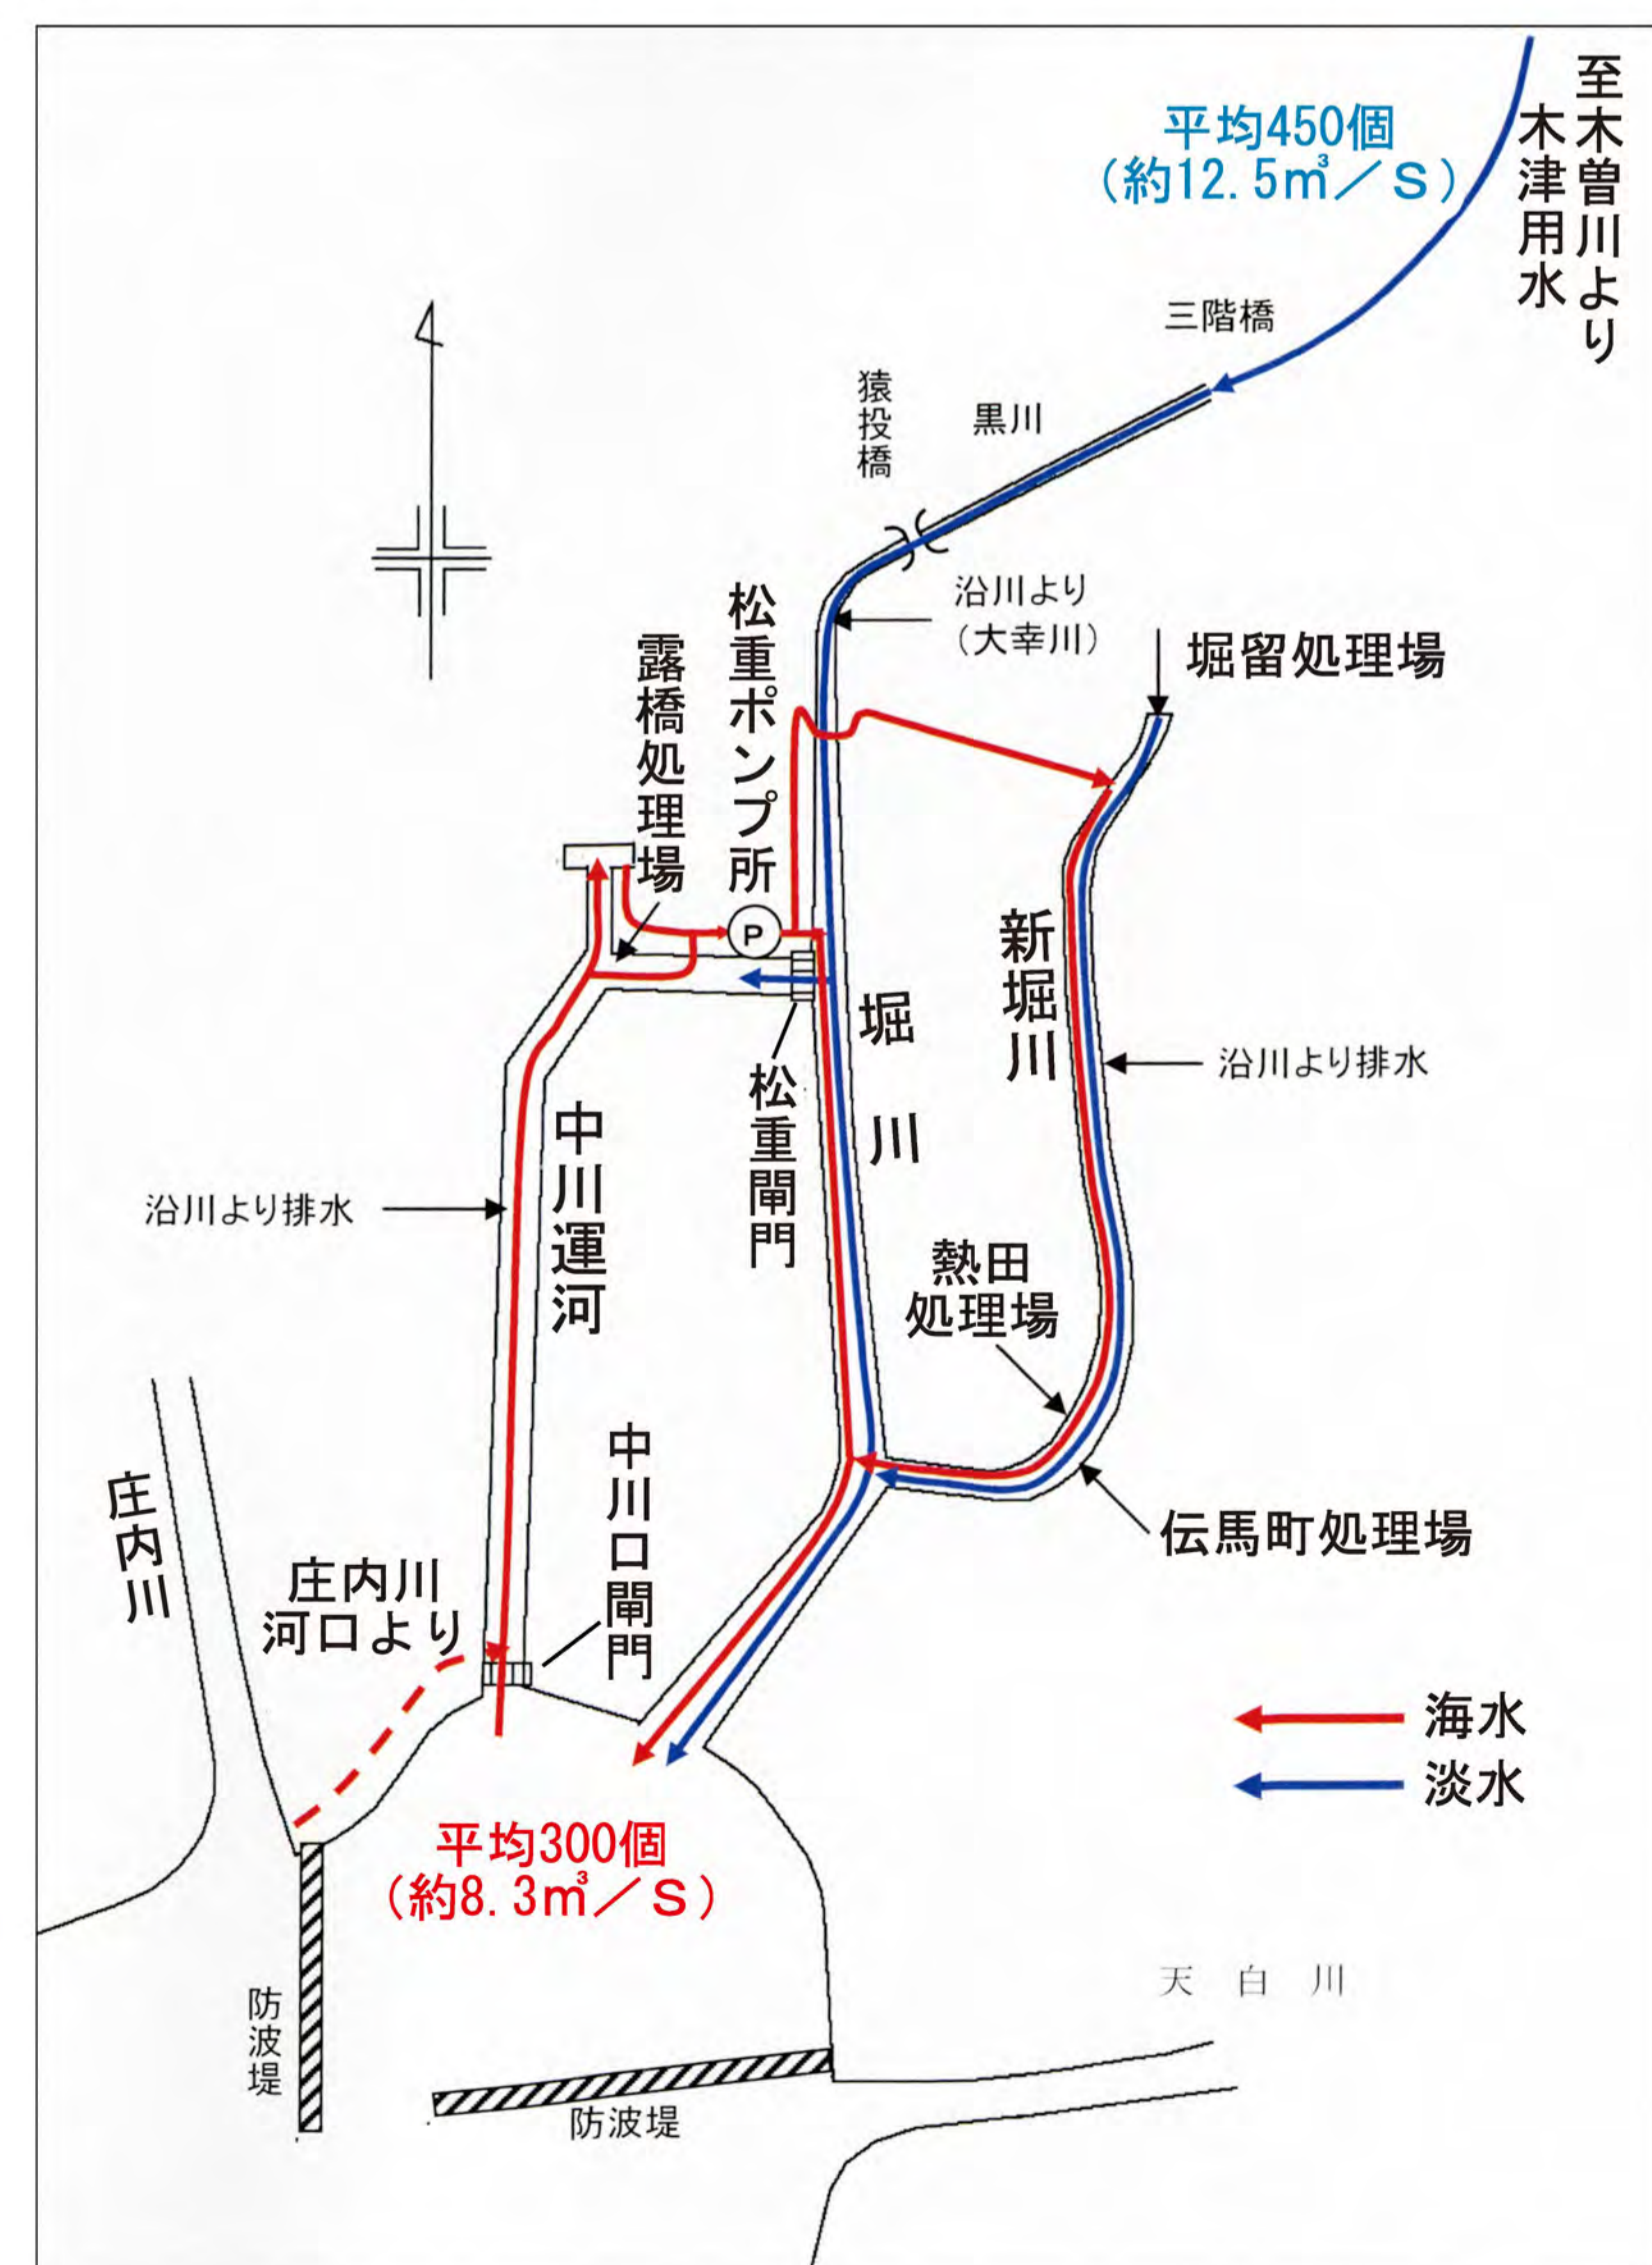 至木曽川より
木津用水
平均450個
（約12.5㎥／S）
三階橋
猿投橋
黒川
沿川より
（大幸川）
堀留処理場
松重ポンプ所
露橋処理場
P
新堀川
堀川
沿川より排水
松重閘門
中川運河
沿川より排水
熱田
処理場
中川口閘門
庄内川
伝馬町処理場
庄内川
河口より
海水
淡水
平均300個
（約8.3㎥／S）
天白川
防波堤
防波堤